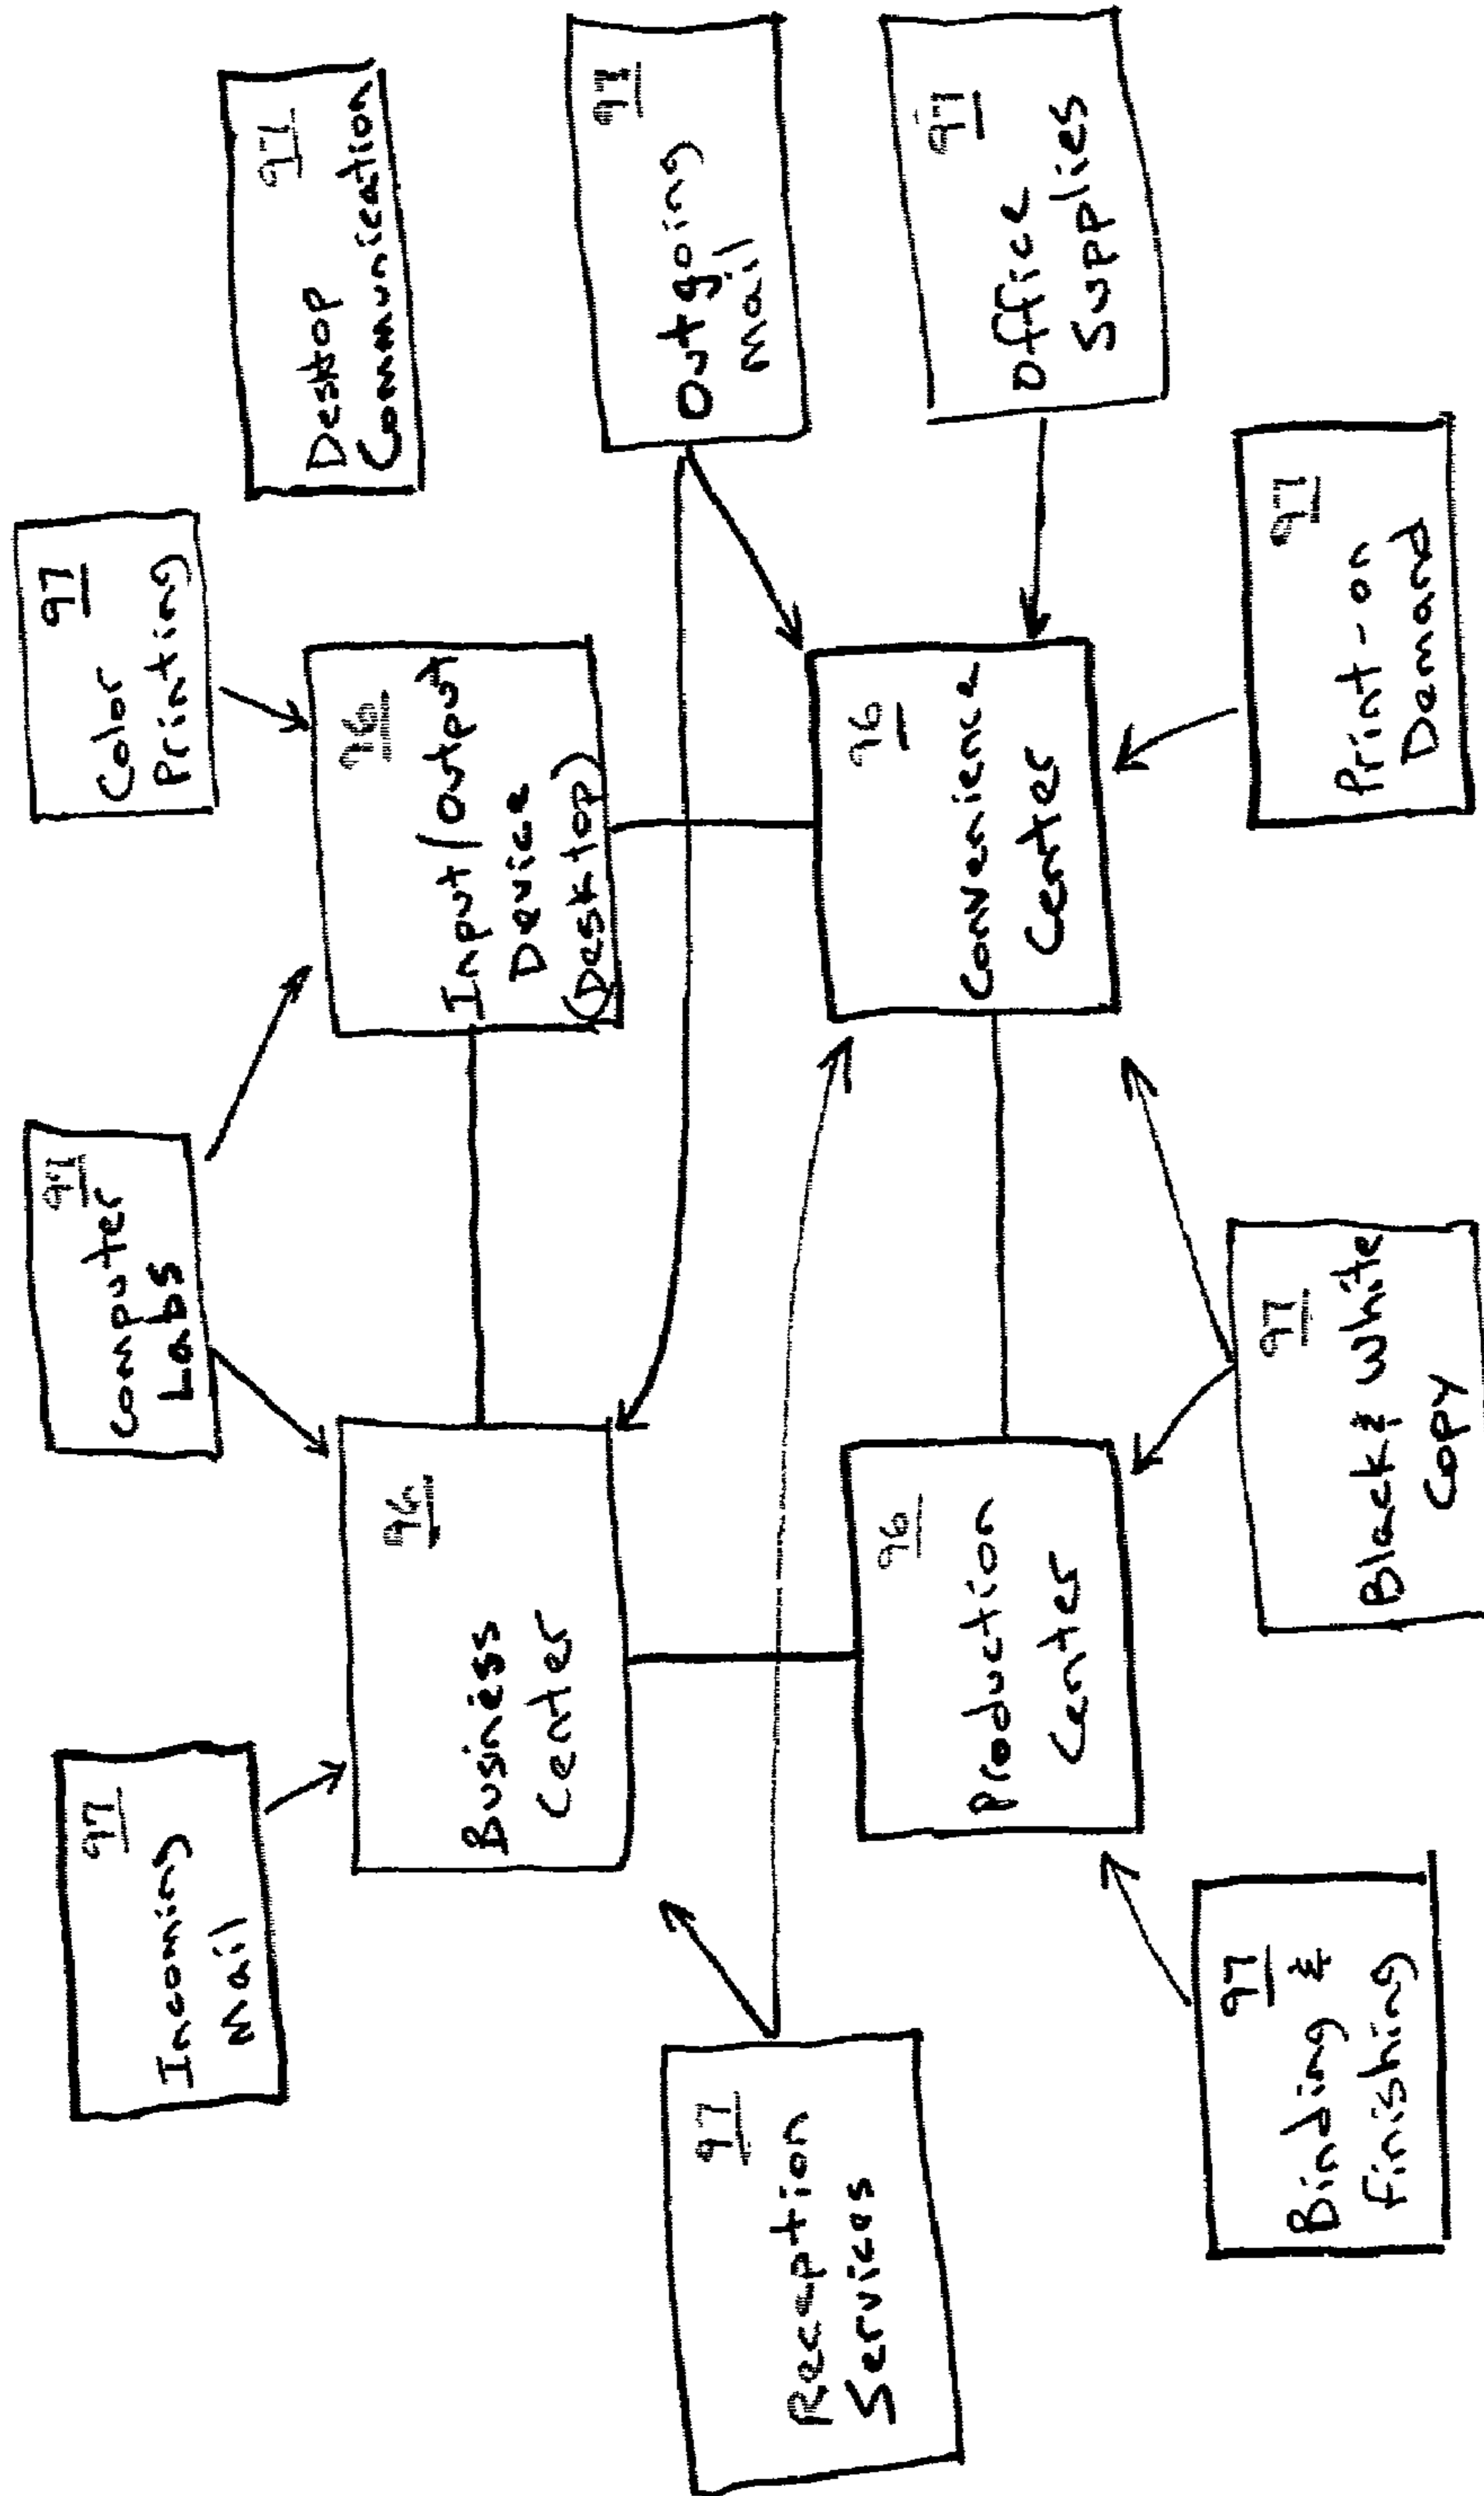 97
Incoming
Mail
97
Computer
Labs
97
Color
Printing
97
Desktop
Communication
97
Reception
Services
96
Business
Center
96
Input/Output
Device
(Desktop)
97
Outgoing
Mail
96
Production
Center
96
Convenience
Center
97
Office
Supplies
97
Binding &
Finishing
97
Black & White
Copy
97
Print-on
Demand